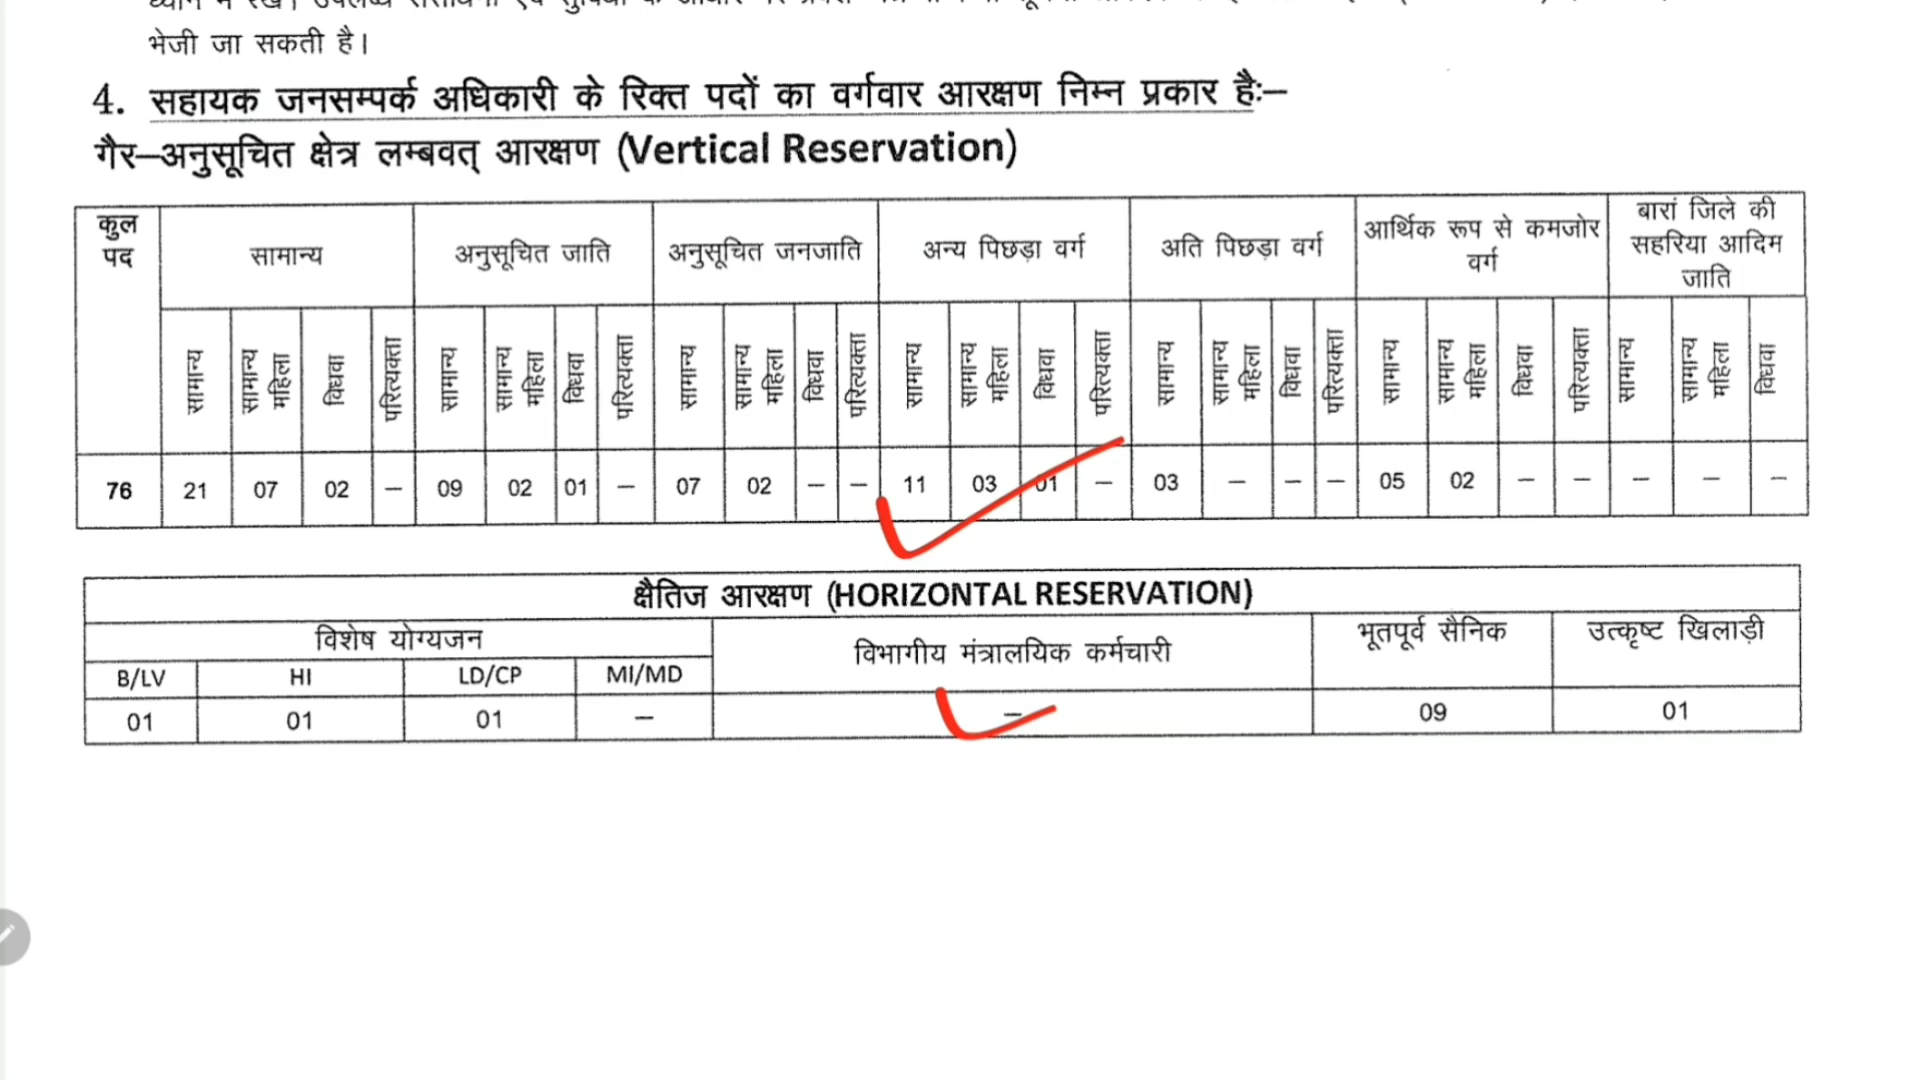 भेजी जा सकती है।
4. सहायक जनसम्पर्क अधिकारी के रिक्त पदों का वर्गवार आरक्षण निम्न प्रकार हैः–
गैर–अनुसूचित क्षेत्र लम्बवत् आरक्षण (Vertical Reservation)
कुल पद सामान्य अनुसूचित जाति अनुसूचित जनजाति अन्य पिछड़ा वर्ग अति पिछड़ा वर्ग आर्थिक रूप से कमजोर वर्ग बारां जिले की सहरिया आदिम जाति
सामान्य सामान्य महिला विधवा परित्यक्ता सामान्य सामान्य महिला विधवा परित्यक्ता सामान्य सामान्य महिला विधवा परित्यक्ता सामान्य सामान्य महिला विधवा परित्यक्ता सामान्य सामान्य महिला विधवा परित्यक्ता सामान्य सामान्य महिला विधवा परित्यक्ता सामान्य सामान्य महिला विधवा
76 21 07 02 – 09 02 01 – 07 02 – – 11 03 01 – 03 – – – 05 02 – – – – –
क्षैतिज आरक्षण (HORIZONTAL RESERVATION)
विशेष योग्यजन विभागीय मंत्रालयिक कर्मचारी भूतपूर्व सैनिक उत्कृष्ट खिलाड़ी
B/LV HI LD/CP MI/MD
01 01 01 – – 09 01